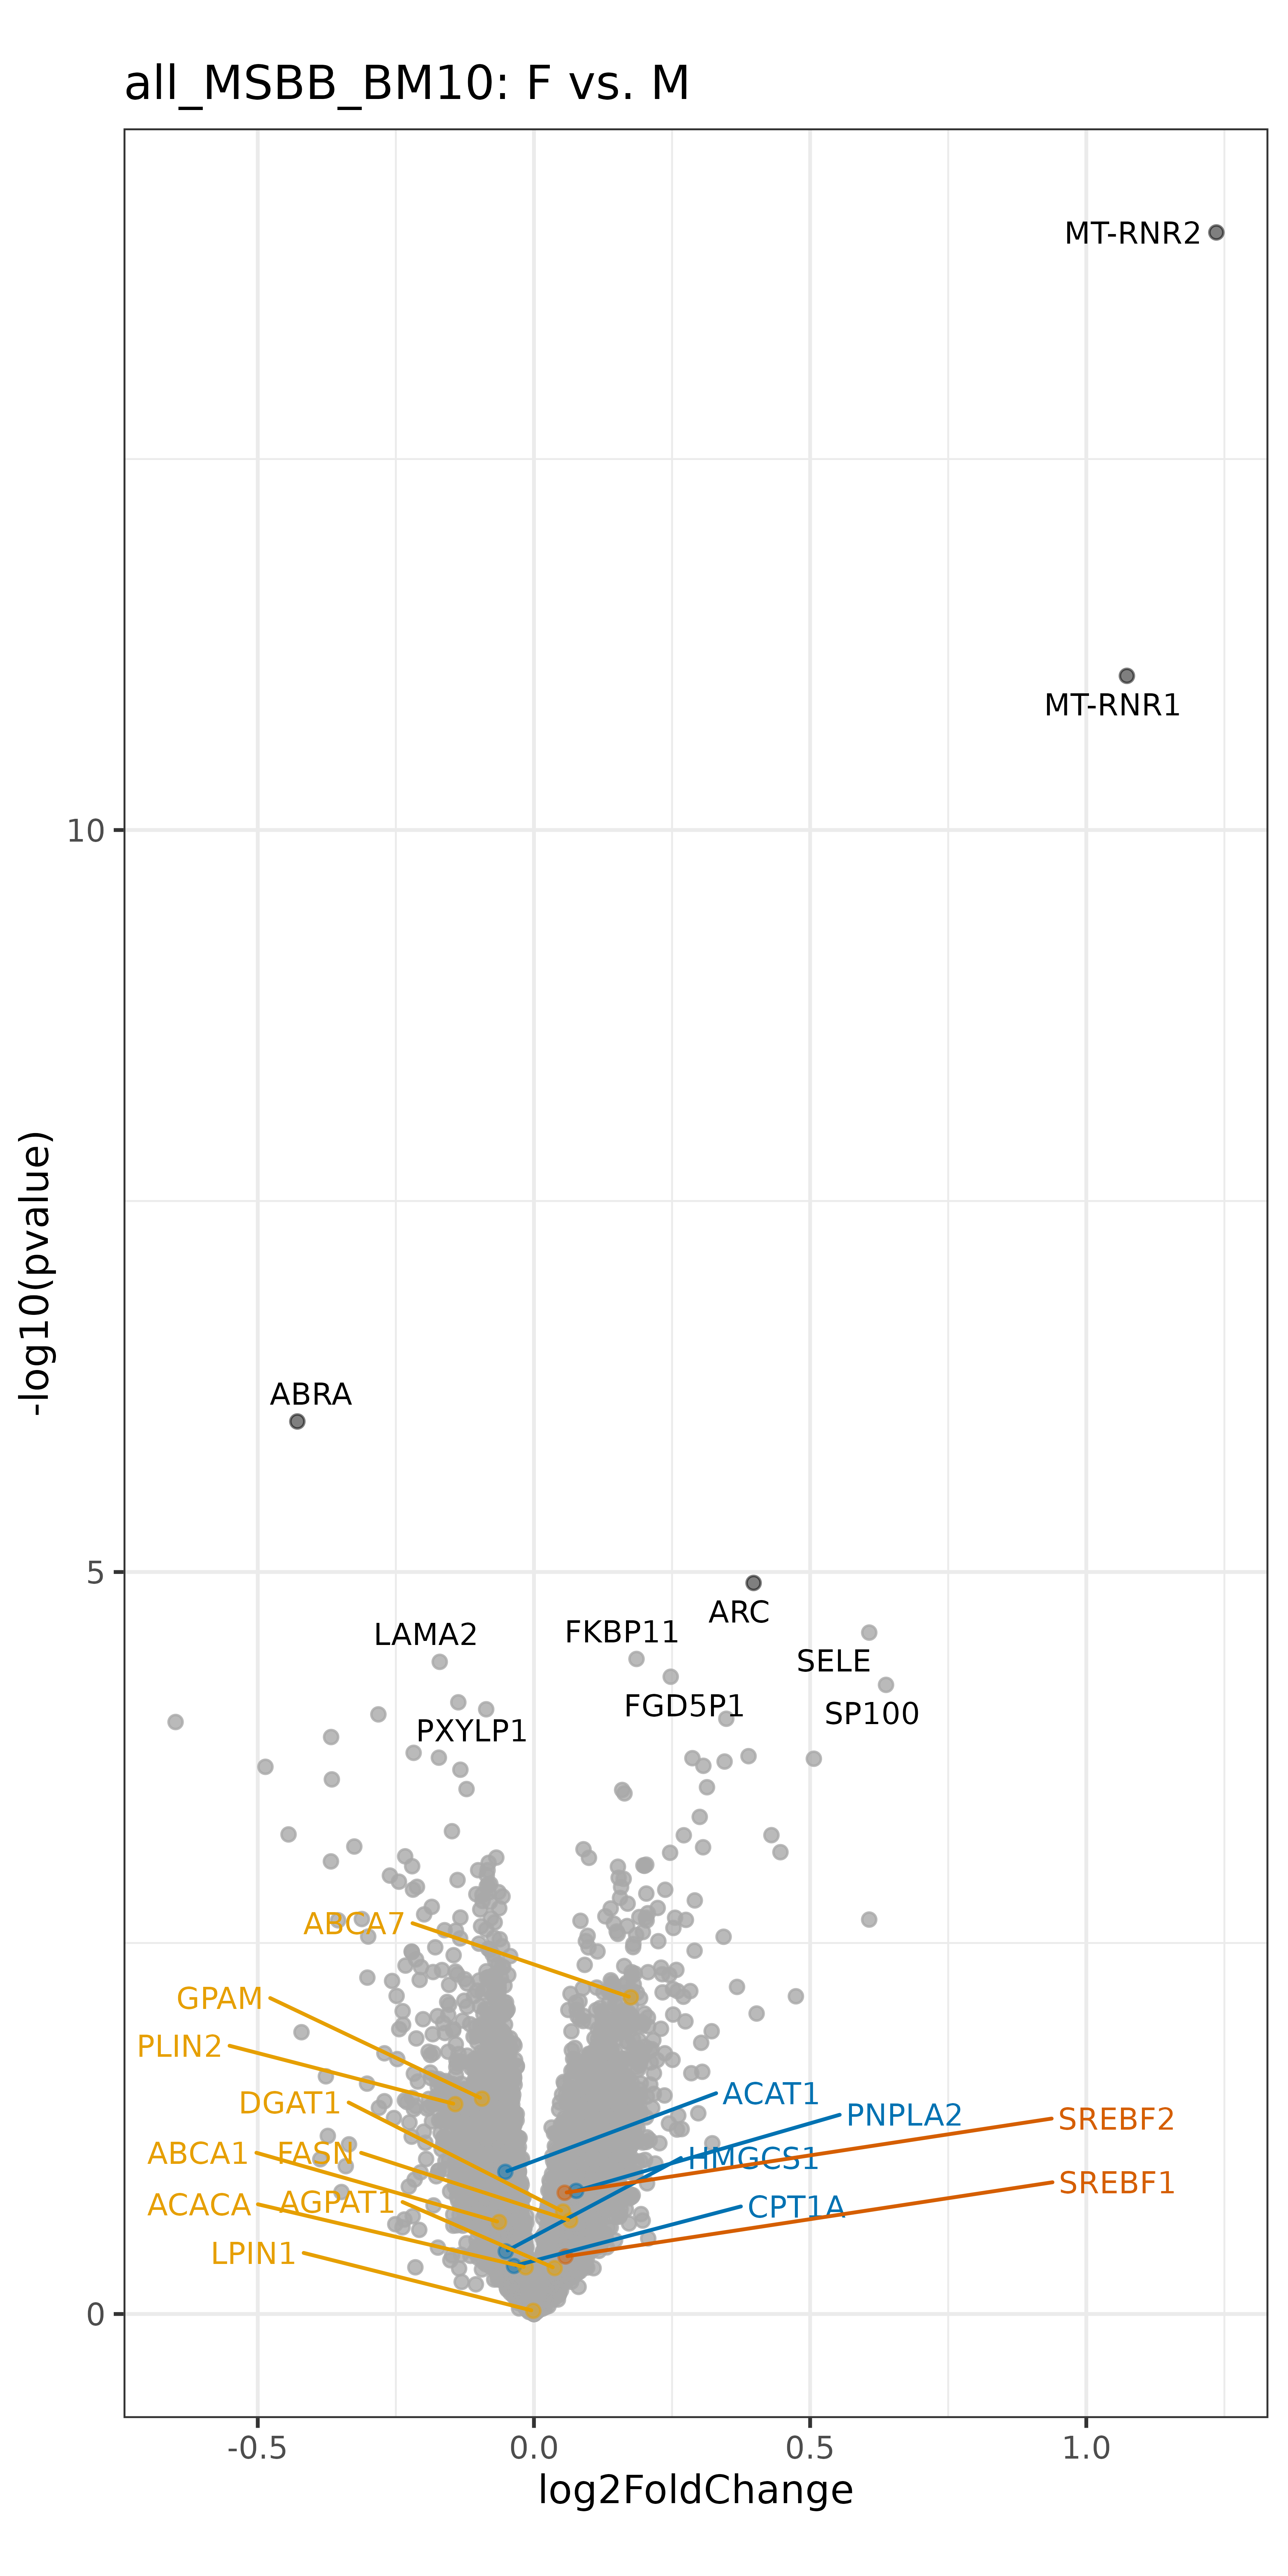 all_MSBB_BM10: F vs. M
MT-RNR2
MT-RNR1
10
-log10(pvalue)
ABRA
5
ARC
LAMA2
FKBP11
SELE
FGD5P1
SP100
PXYLP1
ABCA7
GPAM
PLIN2
DGAT1
ACAT1
PNPLA2
SREBF2
ABCA1
FASN
HMGCS1
SREBF1
ACACA
AGPAT1
CPT1A
LPIN1
0
-0.5
0.0
0.5
1.0
log2FoldChange